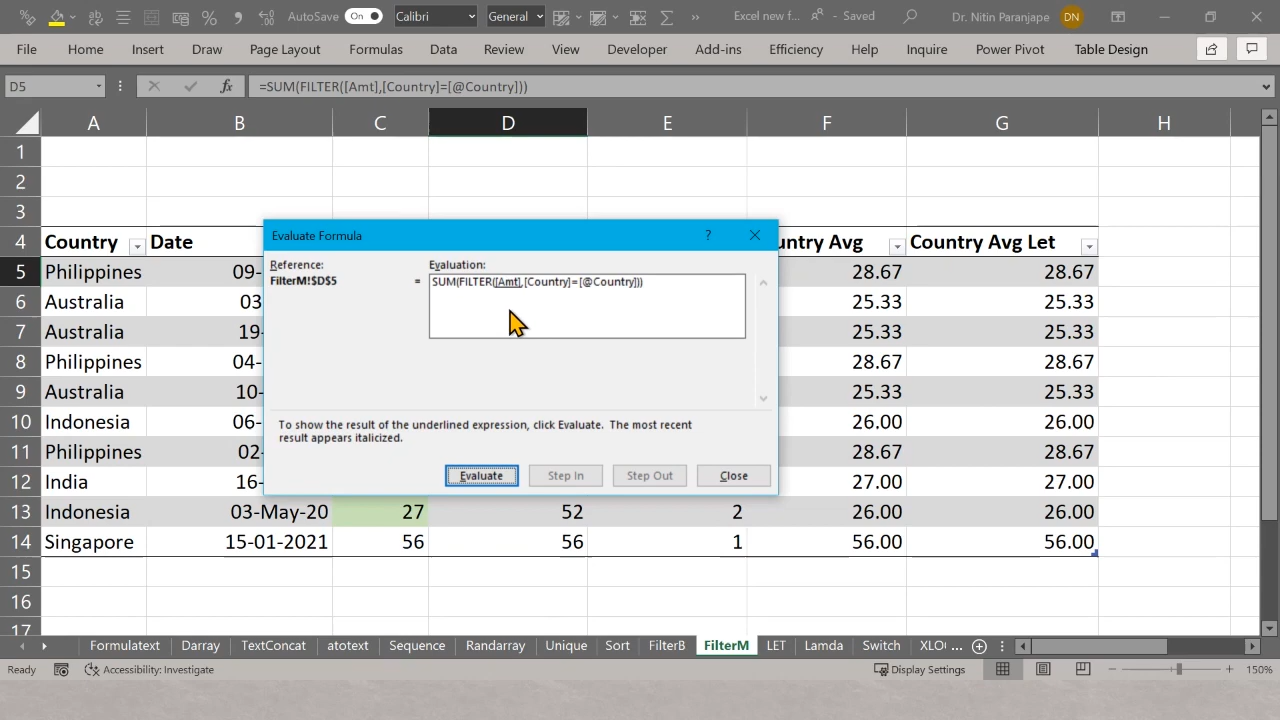 AutoSave On Calibri General Excel new f... - Saved Dr. Nitin Paranjape DN
File Home Insert Draw Page Layout Formulas Data Review View Developer Add-ins Efficiency Help Inquire Power Pivot Table Design
D5 fx =SUM(FILTER([Amt],[Country]=[@Country]))
A B C D E F G H
1
2
3
4 Country Date untry Avg Country Avg Let
5 Philippines 09- 28.67 28.67
6 Australia 03 25.33 25.33
7 Australia 19- 25.33 25.33
8 Philippines 04- 28.67 28.67
9 Australia 10- 25.33 25.33
10 Indonesia 06- 26.00 26.00
11 Philippines 02- 28.67 28.67
12 India 16- 27.00 27.00
13 Indonesia 03-May-20 27 52 2 26.00 26.00
14 Singapore 15-01-2021 56 56 1 56.00 56.00
15
16
17
Evaluate Formula ?
Reference: Evaluation:
FilterM!$D$5 = SUM(FILTER([Amt],[Country]=[@Country]))
To show the result of the underlined expression, click Evaluate. The most recent
result appears italicized.
Evaluate Step In Step Out Close
Formulatext Darray TextConcat atotext Sequence Randarray Unique Sort FilterB FilterM LET Lamda Switch XLO ...
Ready Accessibility: Investigate Display Settings 150%